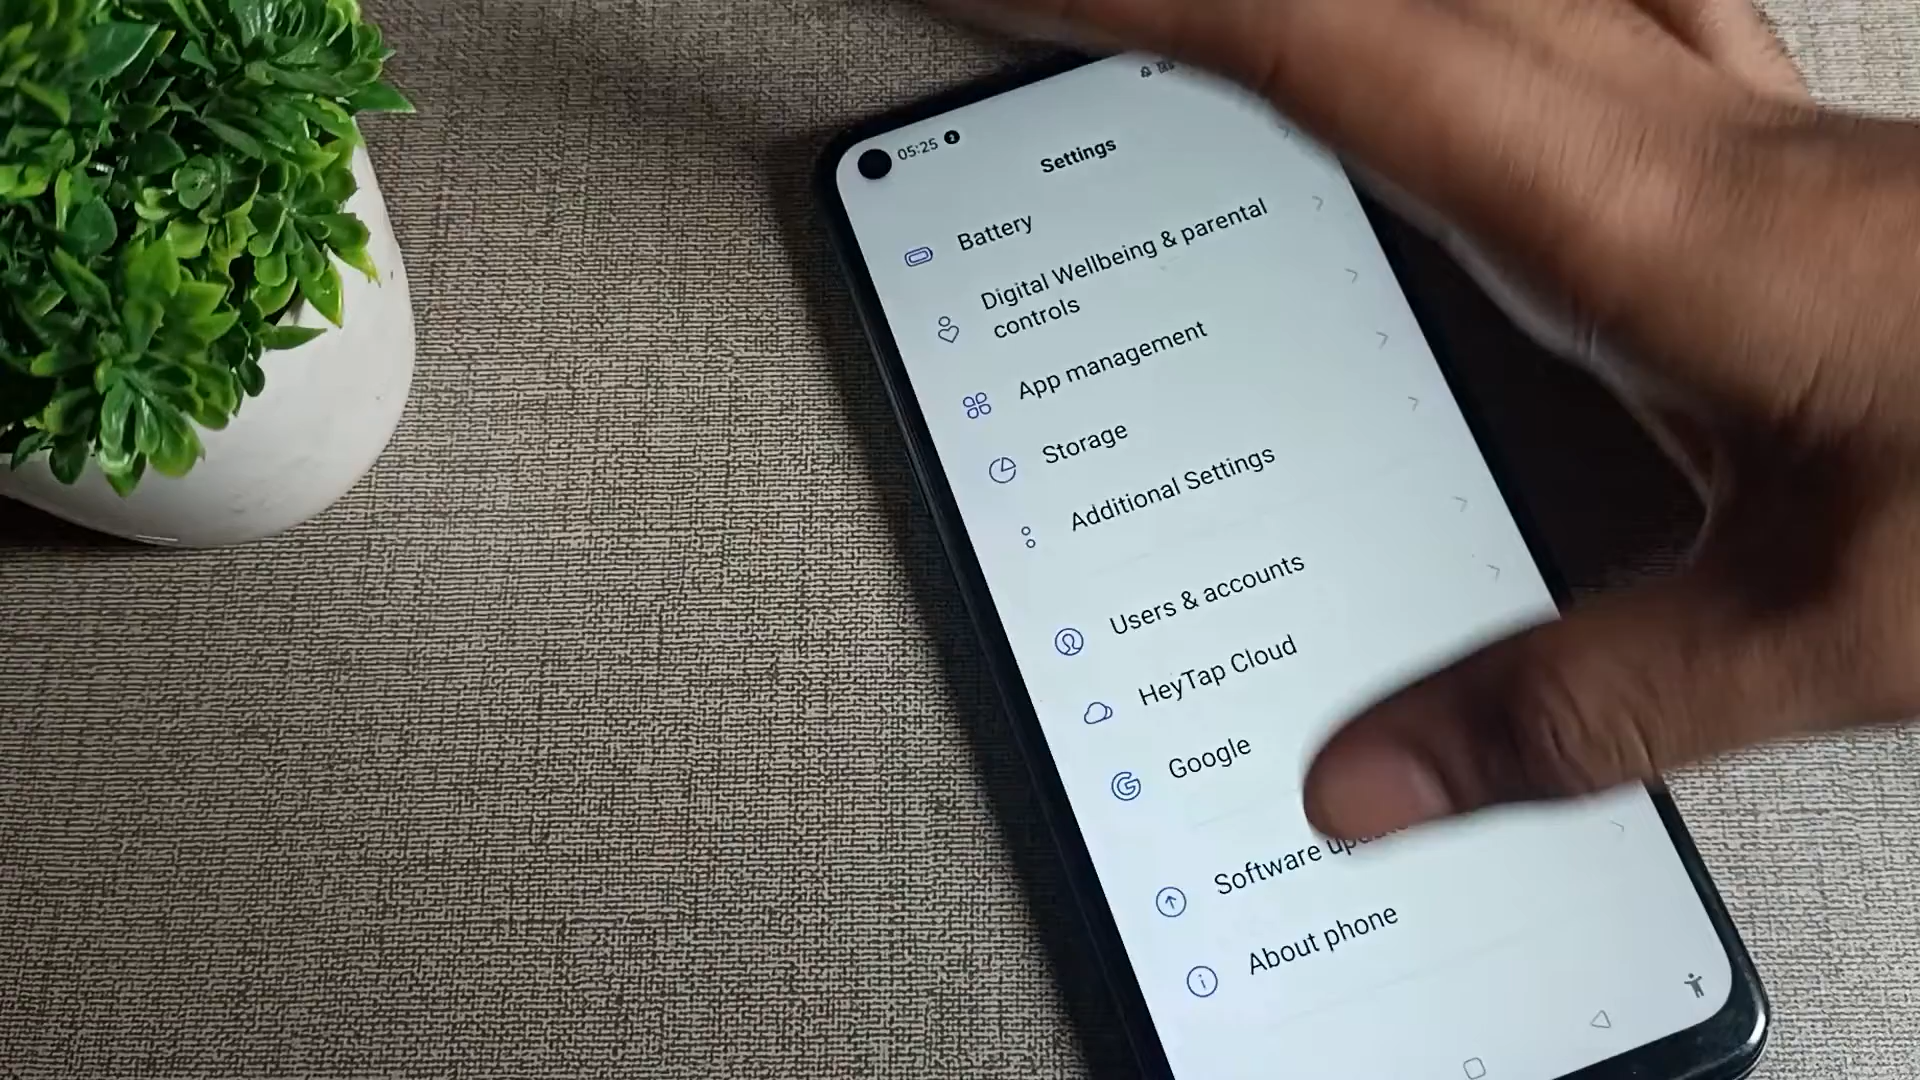 05:25
Settings
Battery
Digital Wellbeing & parental
controls
App management
Storage
Additional Settings
Users & accounts
HeyTap Cloud
Google
Software
About phone